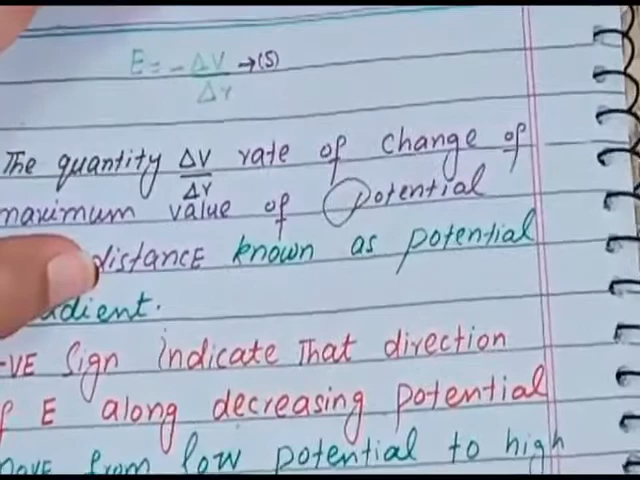 E = - ΔV/Δr → (5)
The quantity ΔV/Δr rate of change of
maximum value of potential
distance known as potential
-ve sign indicate That direction
E along decreasing potential
from low potential to high